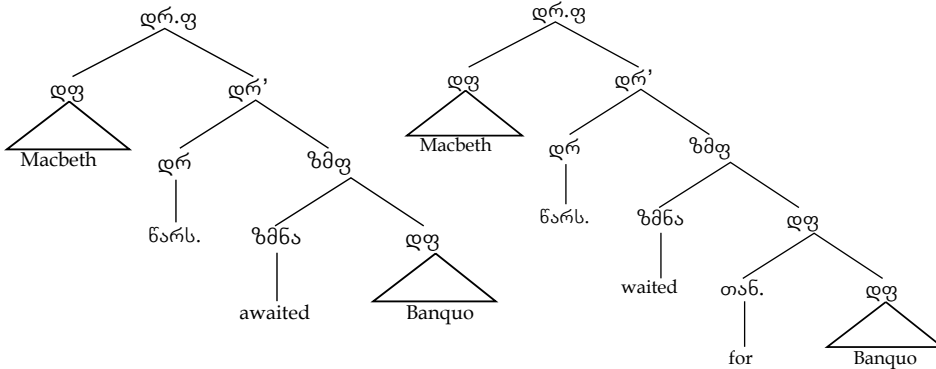 დრ.ფ
დფ
დრ’
Macbeth
დრ
ზმფ
წარს.
ზმნა
დფ
awaited
Banquo
დრ.ფ
დფ
დრ’
Macbeth
დრ
ზმფ
წარს.
ზმნა
დფ
waited
თან.
დფ
for
Banquo